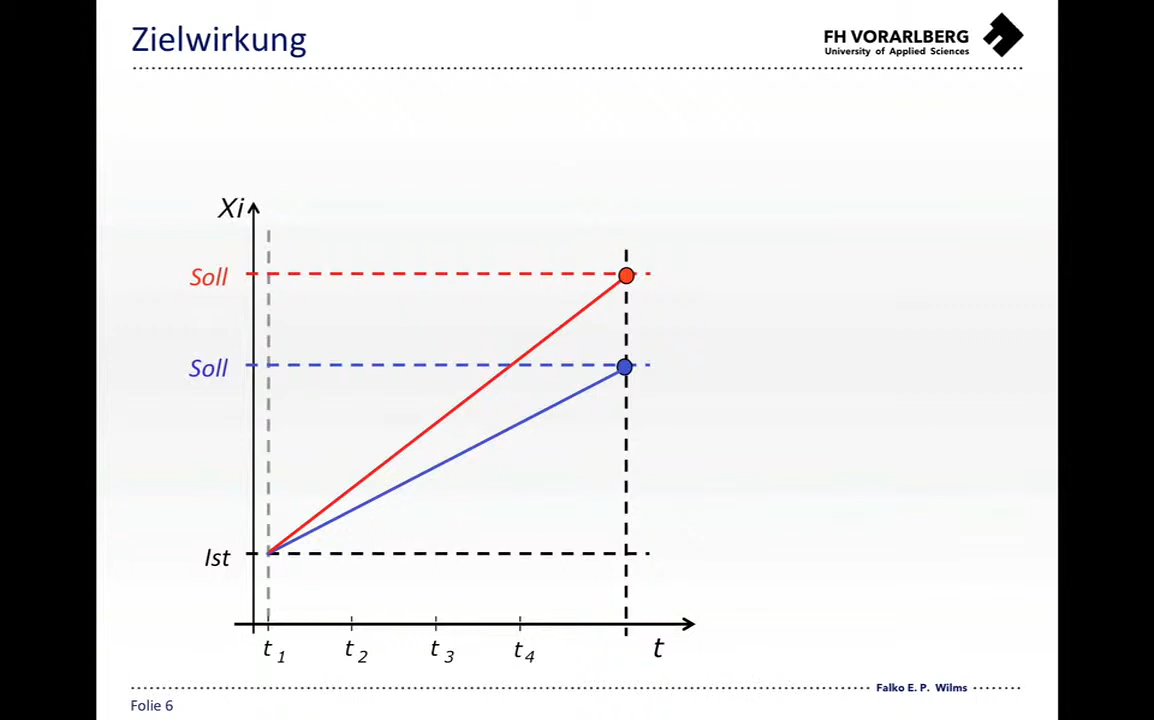 Zielwirkung
FH VORARLBERG
University of Applied Sciences
Xi
Soll
Soll
Ist
t 1 t 2 t 3 t 4 t
Falko E. P. Wilms
Folie 6